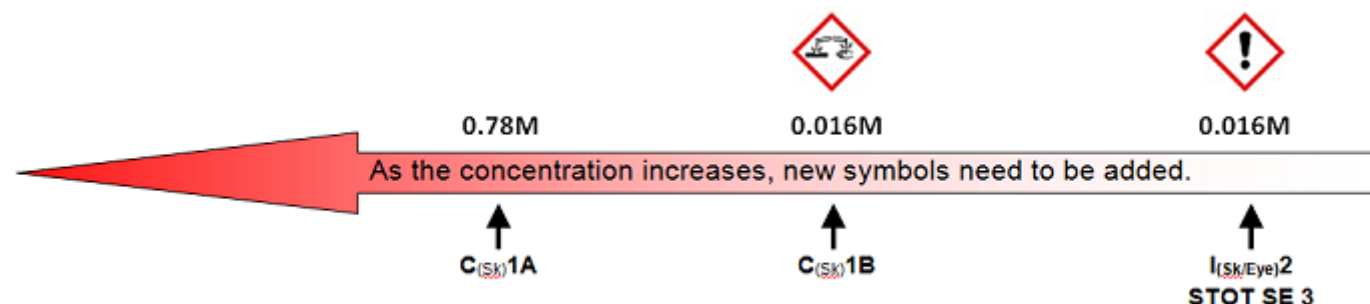 0.78M 0.016M 0.016M
As the concentration increases, new symbols need to be added.
C(Sk)1A C(Sk)1B I(Sk/Eye)2
STOT SE 3